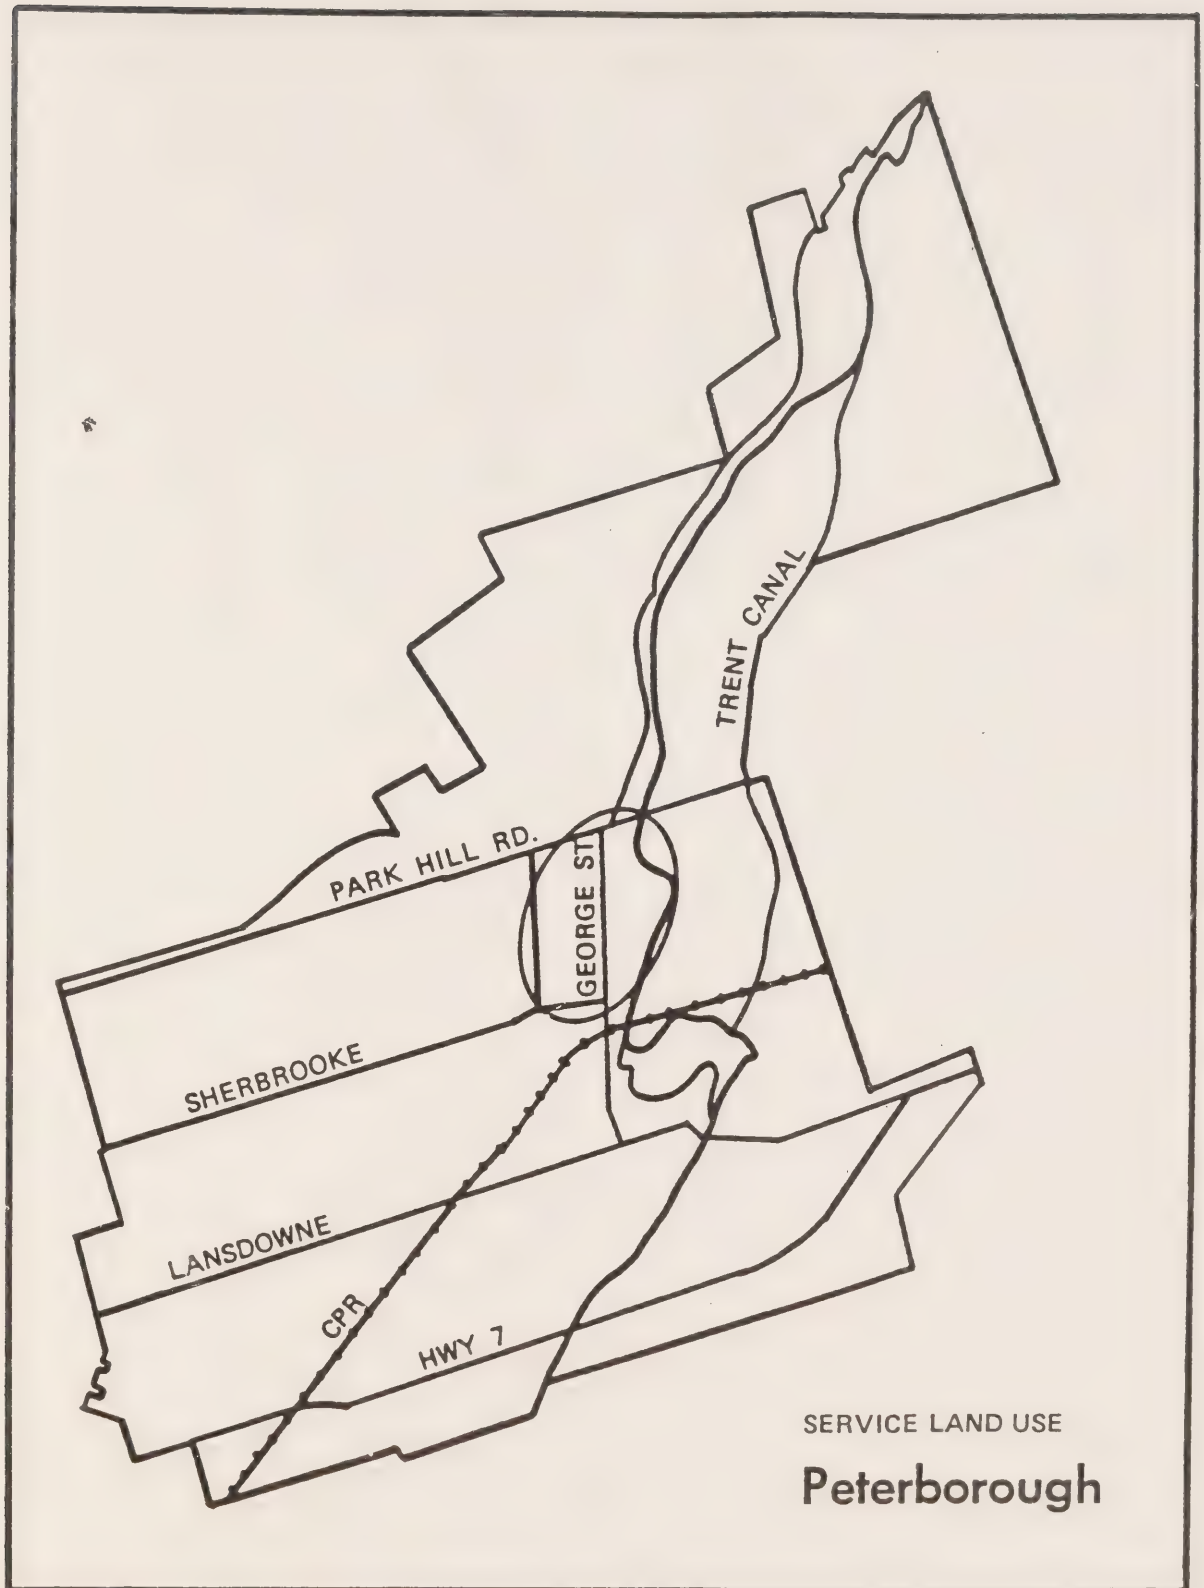 TRENT CANAL
PARK HILL RD.
GEORGE ST
SHERBROOKE
LANSDOWNE
CPR
HWY 7
SERVICE LAND USE
Peterborough